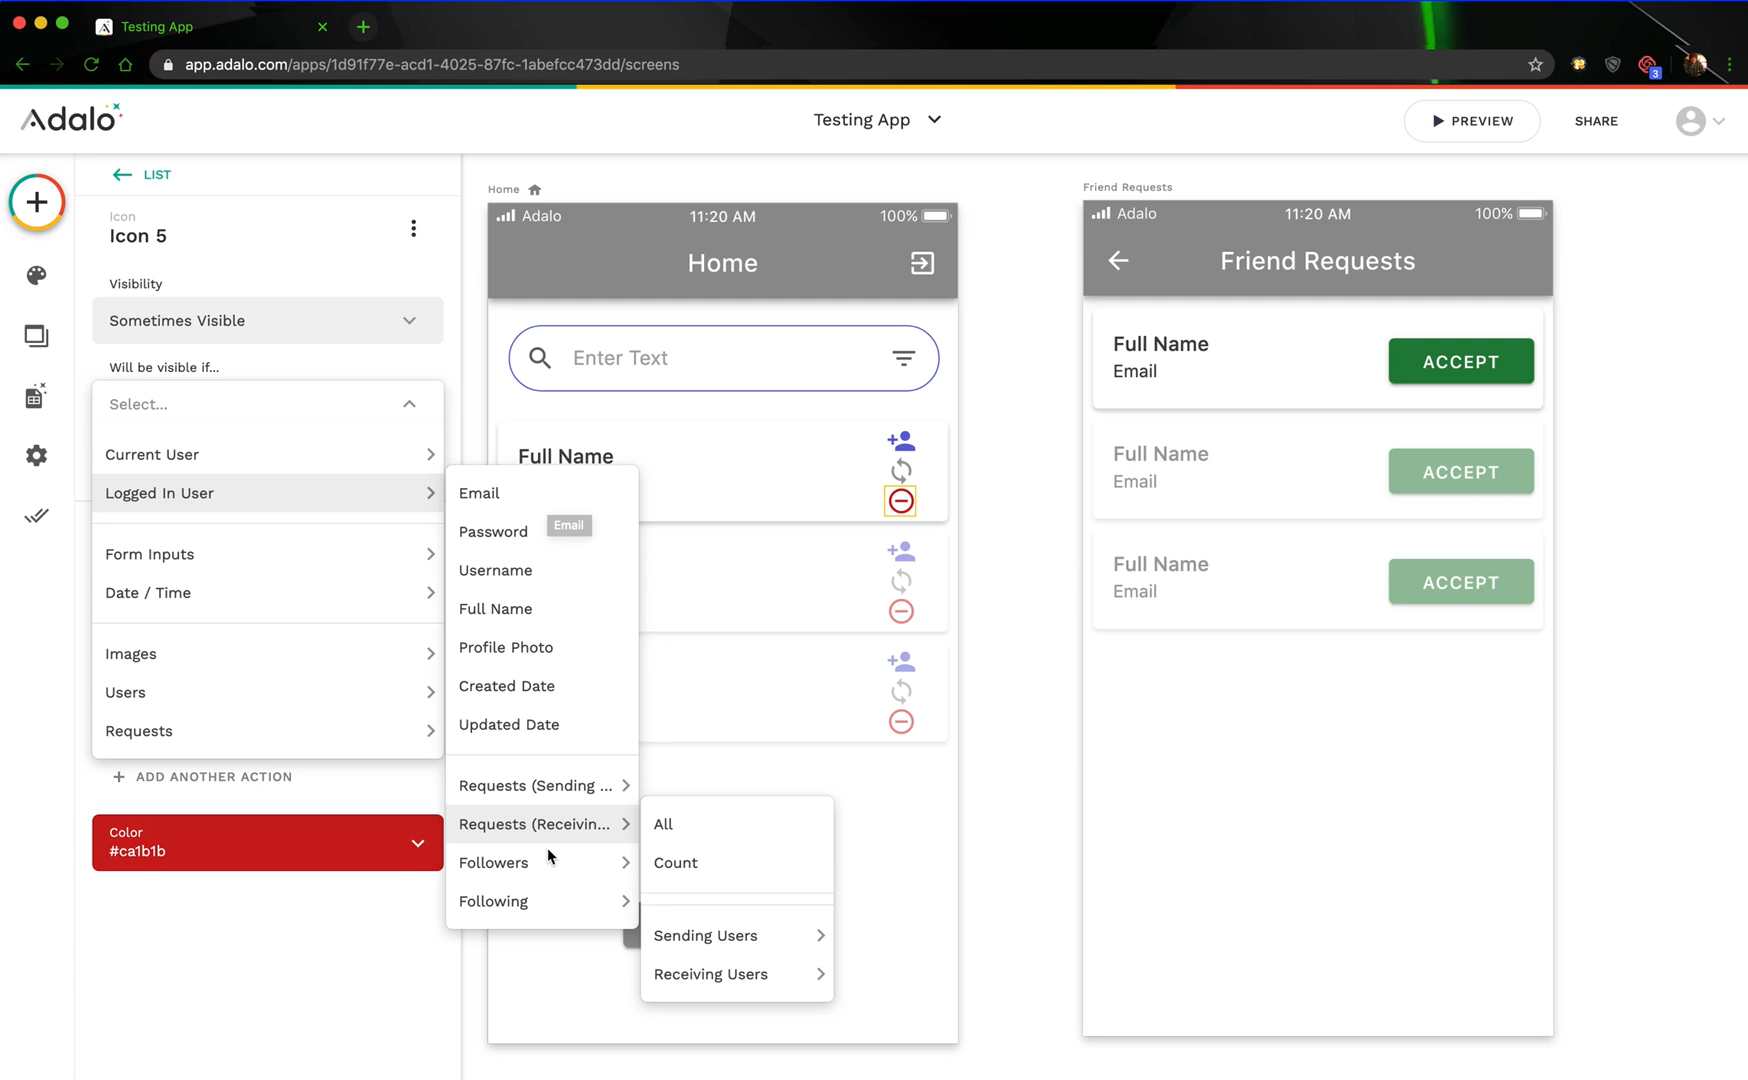 Testing App
app.adalo.com/apps/1d91f77e-acd1-4025-87fc-1abefcc473dd/screens
3
Adalo
Testing App
PREVIEW
SHARE
LIST
Icon
Icon 5
Visibility
Sometimes Visible
Will be visible if...
Select...
Current User
Logged In User
Form Inputs
Date / Time
Images
Users
Requests
ADD ANOTHER ACTION
Color
#ca1b1b
Email
Password
Email
Username
Full Name
Profile Photo
Created Date
Updated Date
Requests (Sending ...
Requests (Receivin...
Followers
Following
All
Count
Sending Users
Receiving Users
Home
Adalo
11:20 AM
100%
Home
Enter Text
Full Name
Friend Requests
Adalo
11:20 AM
100%
Friend Requests
Full Name
Email
ACCEPT
Full Name
Email
ACCEPT
Full Name
Email
ACCEPT